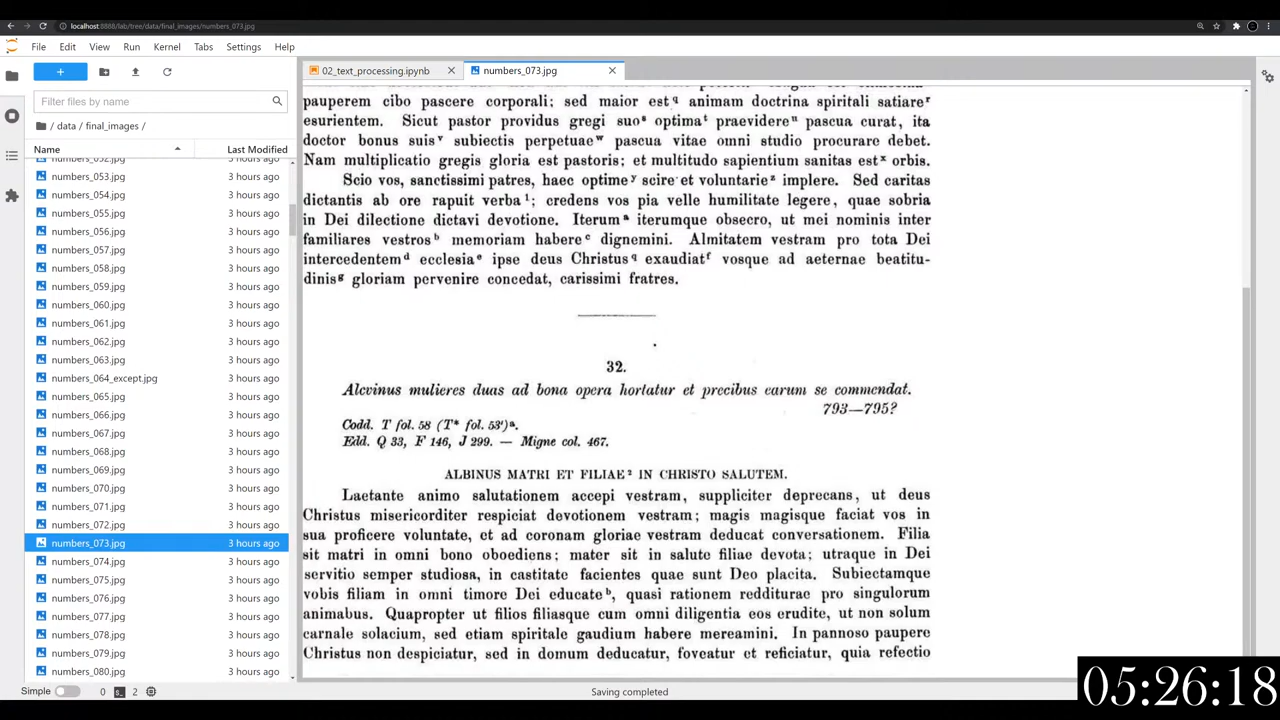 localhost:8888/lab/tree/data/final_images/numbers_073.jpg
File Edit View Run Kernel Tabs Settings Help
02_text_processing.ipynb
numbers_073.jpg
Filter files by name
/ data / final_images /
Name Last Modified
numbers_052.jpg 3 hours ago
numbers_053.jpg 3 hours ago
numbers_054.jpg 3 hours ago
numbers_055.jpg 3 hours ago
numbers_056.jpg 3 hours ago
numbers_057.jpg 3 hours ago
numbers_058.jpg 3 hours ago
numbers_059.jpg 3 hours ago
numbers_060.jpg 3 hours ago
numbers_061.jpg 3 hours ago
numbers_062.jpg 3 hours ago
numbers_063.jpg 3 hours ago
numbers_064_except.jpg 3 hours ago
numbers_065.jpg 3 hours ago
numbers_066.jpg 3 hours ago
numbers_067.jpg 3 hours ago
numbers_068.jpg 3 hours ago
numbers_069.jpg 3 hours ago
numbers_070.jpg 3 hours ago
numbers_071.jpg 3 hours ago
numbers_072.jpg 3 hours ago
numbers_073.jpg 3 hours ago
numbers_074.jpg 3 hours ago
numbers_075.jpg 3 hours ago
numbers_076.jpg 3 hours ago
numbers_077.jpg 3 hours ago
numbers_078.jpg 3 hours ago
numbers_079.jpg 3 hours ago
numbers_080.jpg 3 hours ago
pauperem cibo pascere corporali; sed maior est q animam doctrina spiritali satiare r
esurientem. Sicut pastor providus gregi suo s optima t praevidere u pascua curat, ita
doctor bonus suis v subiectis perpetuae w pascua vitae omni studio procurare debet.
Nam multiplicatio gregis gloria est pastoris; et multitudo sapientium sanitas est x orbis.
Scio vos, sanctissimi patres, haec optime y scire et voluntarie z implere. Sed caritas
dictantis ab ore rapuit verba 1; credens vos pia velle humilitate legere, quae sobria
in Dei dilectione dictavi devotione. Iterum a iterumque obsecro, ut mei nominis inter
familiares vestros b memoriam habere c dignemini. Almitatem vestram pro tota Dei
intercedentem d ecclesia e ipse deus Christus q exaudiat f vosque ad aeternae beatitu-
dinis g gloriam pervenire concedat, carissimi fratres.
32.
Alcvinus mulieres duas ad bona opera hortatur et precibus earum se commendat.
793—795?
Codd. T fol. 58 (T* fol. 53') a.
Edd. Q 33, F 146, J 299. — Migne col. 467.
ALBINUS MATRI ET FILIAE 2 IN CHRISTO SALUTEM.
Laetante animo salutationem accepi vestram, suppliciter deprecans, ut deus
Christus misericorditer respiciat devotionem vestram; magis magisque faciat vos in
sua proficere voluntate, et ad coronam gloriae vestram deducat conversationem. Filia
sit matri in omni bono oboediens; mater sit in salute filiae devota; utraque in Dei
servitio semper studiosa, in castitate facientes quae sunt Deo placita. Subiectamque
vobis filiam in omni timore Dei educate b, quasi rationem redditurae pro singulorum
animabus. Quapropter ut filios filiasque cum omni diligentia eos erudite, ut non solum
carnale solacium, sed etiam spiritale gaudium habere mereamini. In pannoso paupere
Christus non despiciatur, sed in domum deducatur, foveatur et reficiatur, quia refectio
Simple 0 2 Saving completed
05:26:18